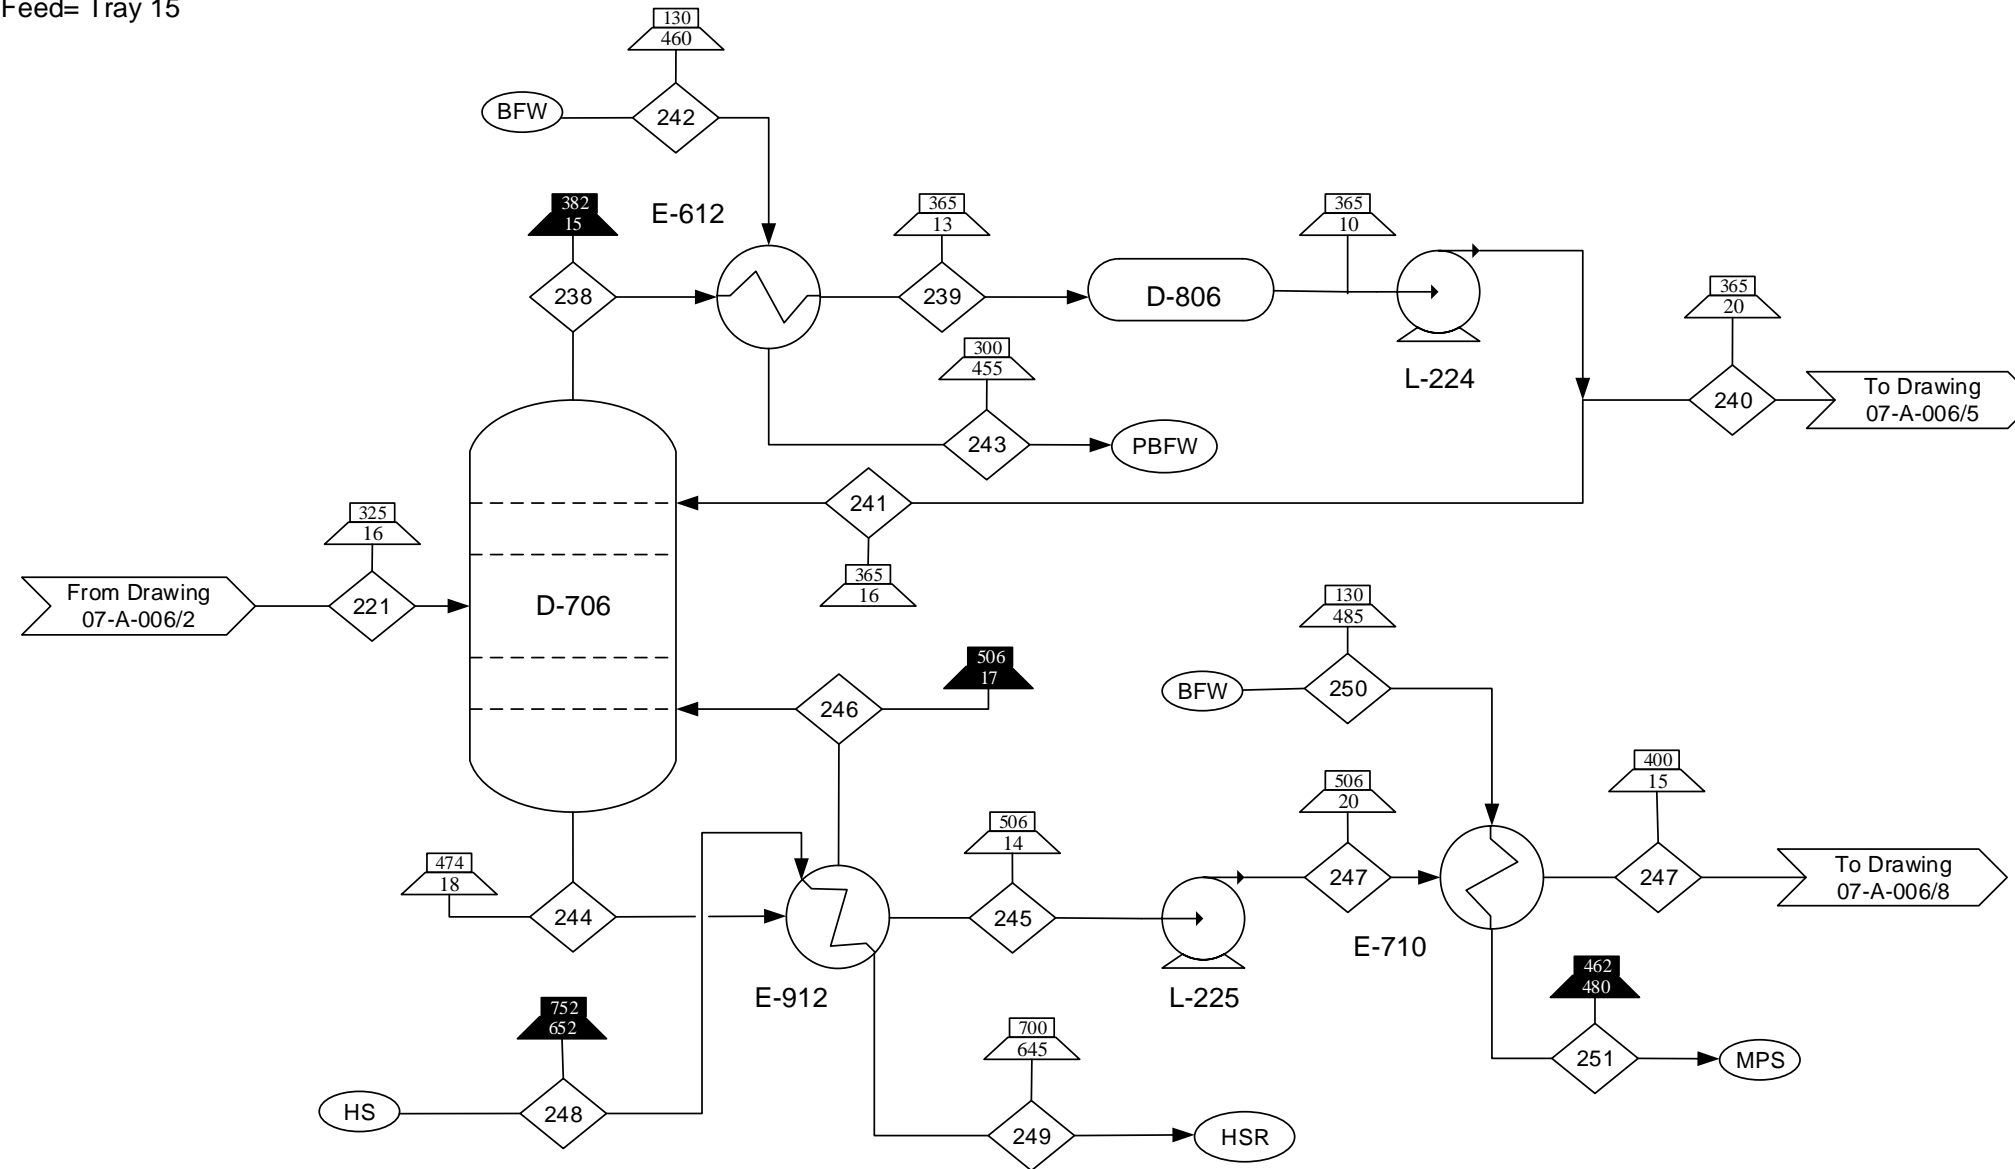 Feed= Tray 15
130
460
BFW
242
382
15
E-612
365
13
365
10
238
239
D-806
365
20
300
455
L-224
240
To Drawing
07-A-006/5
243
PBFW
325
16
241
365
16
From Drawing
07-A-006/2
221
D-706
130
485
506
17
BFW
250
246
400
15
506
20
506
14
474
18
247
247
To Drawing
07-A-006/8
244
245
E-710
E-912
L-225
462
480
752
652
700
645
251
MPS
HS
248
249
HSR